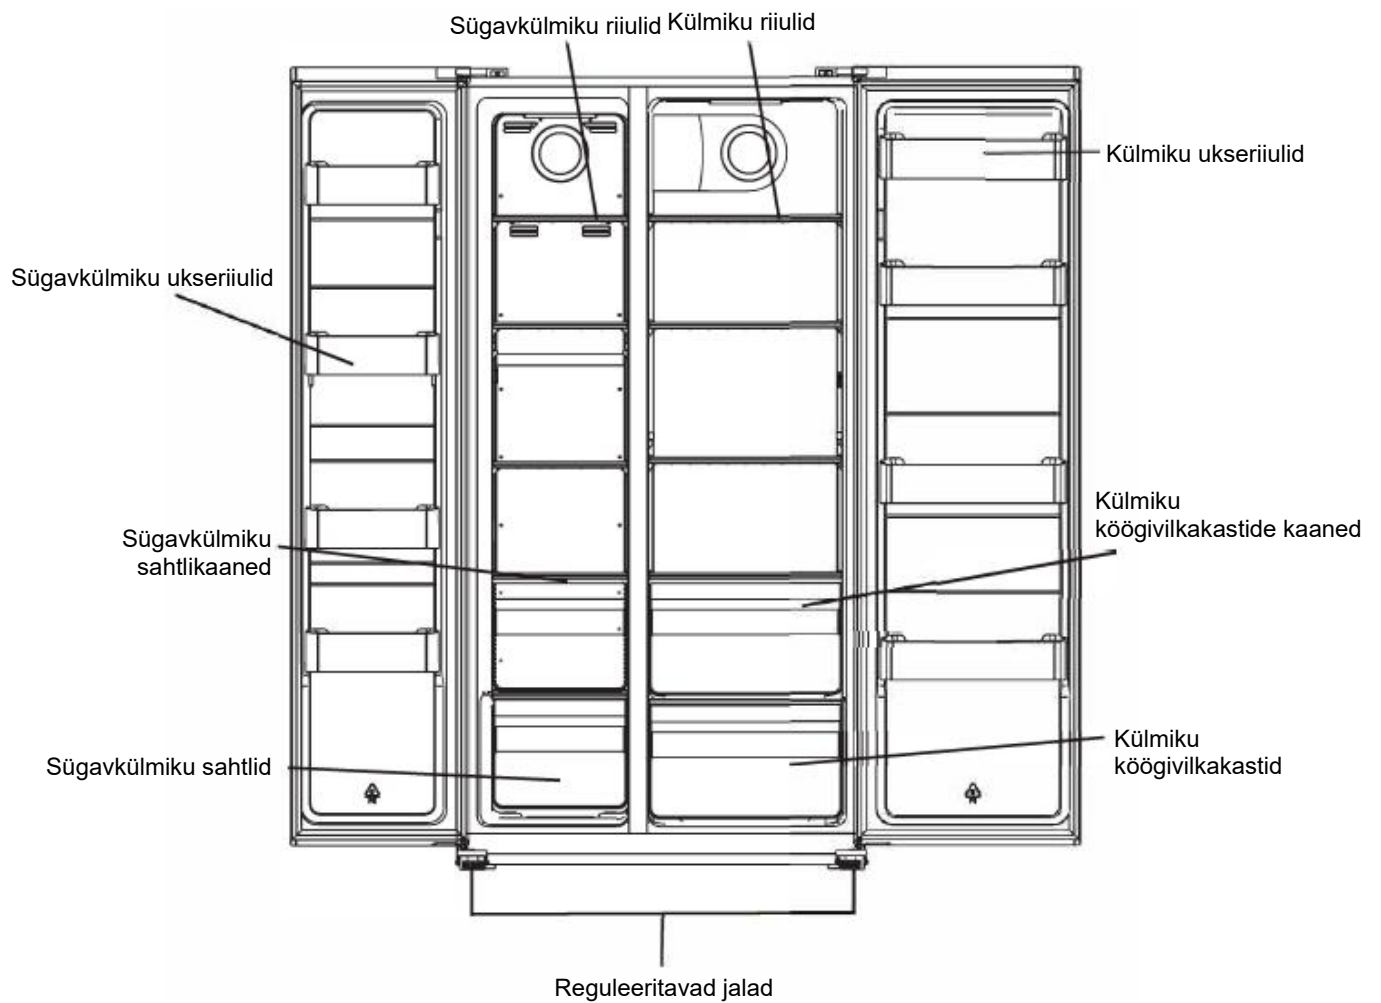 Sügavkülmiku riiulid
Külmiku riiulid
Külmiku ukseriiulid
Sügavkülmiku ukseriiulid
Külmiku
köögivilkakastide kaaned
Sügavkülmiku
sahtlikaaned
Külmiku
köögivilkakastid
Sügavkülmiku sahtlid
Reguleeritavad jalad